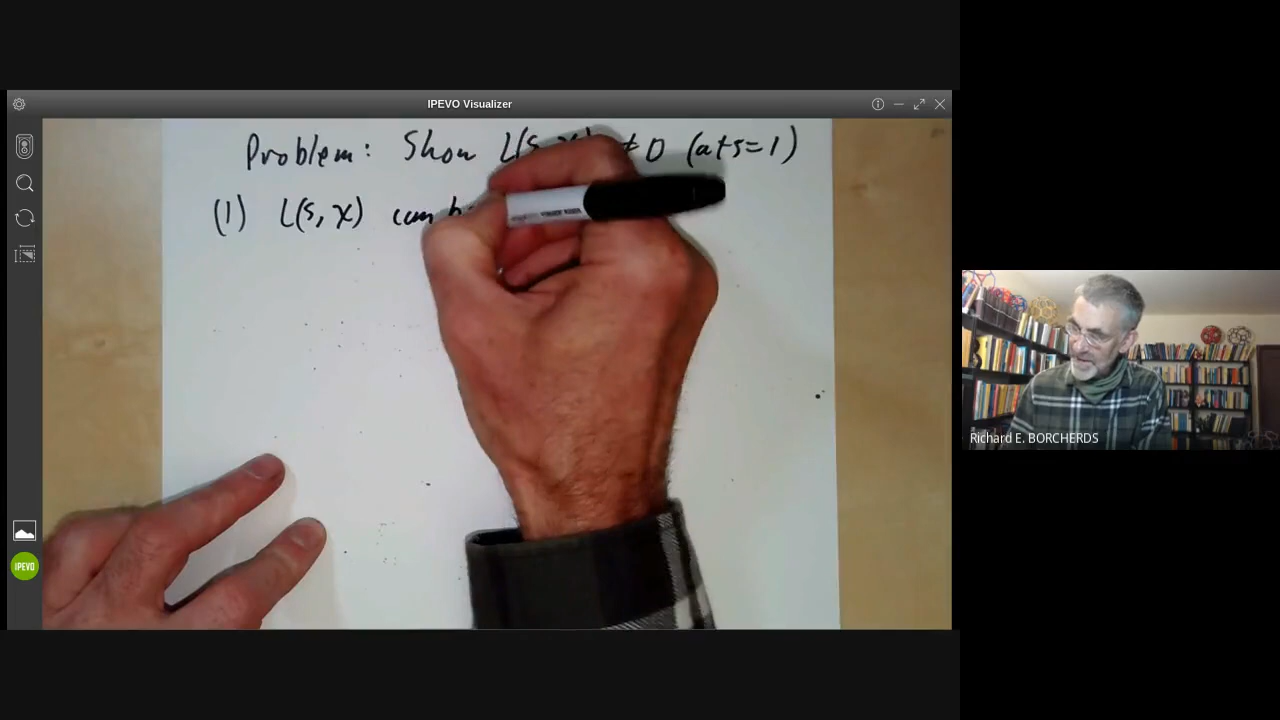 IPEVO Visualizer
Problem: Show L(s, χ) ≠ 0 (at s=1)
(1) L(s, χ) can
IPEVO
Richard E. BORCHERDS